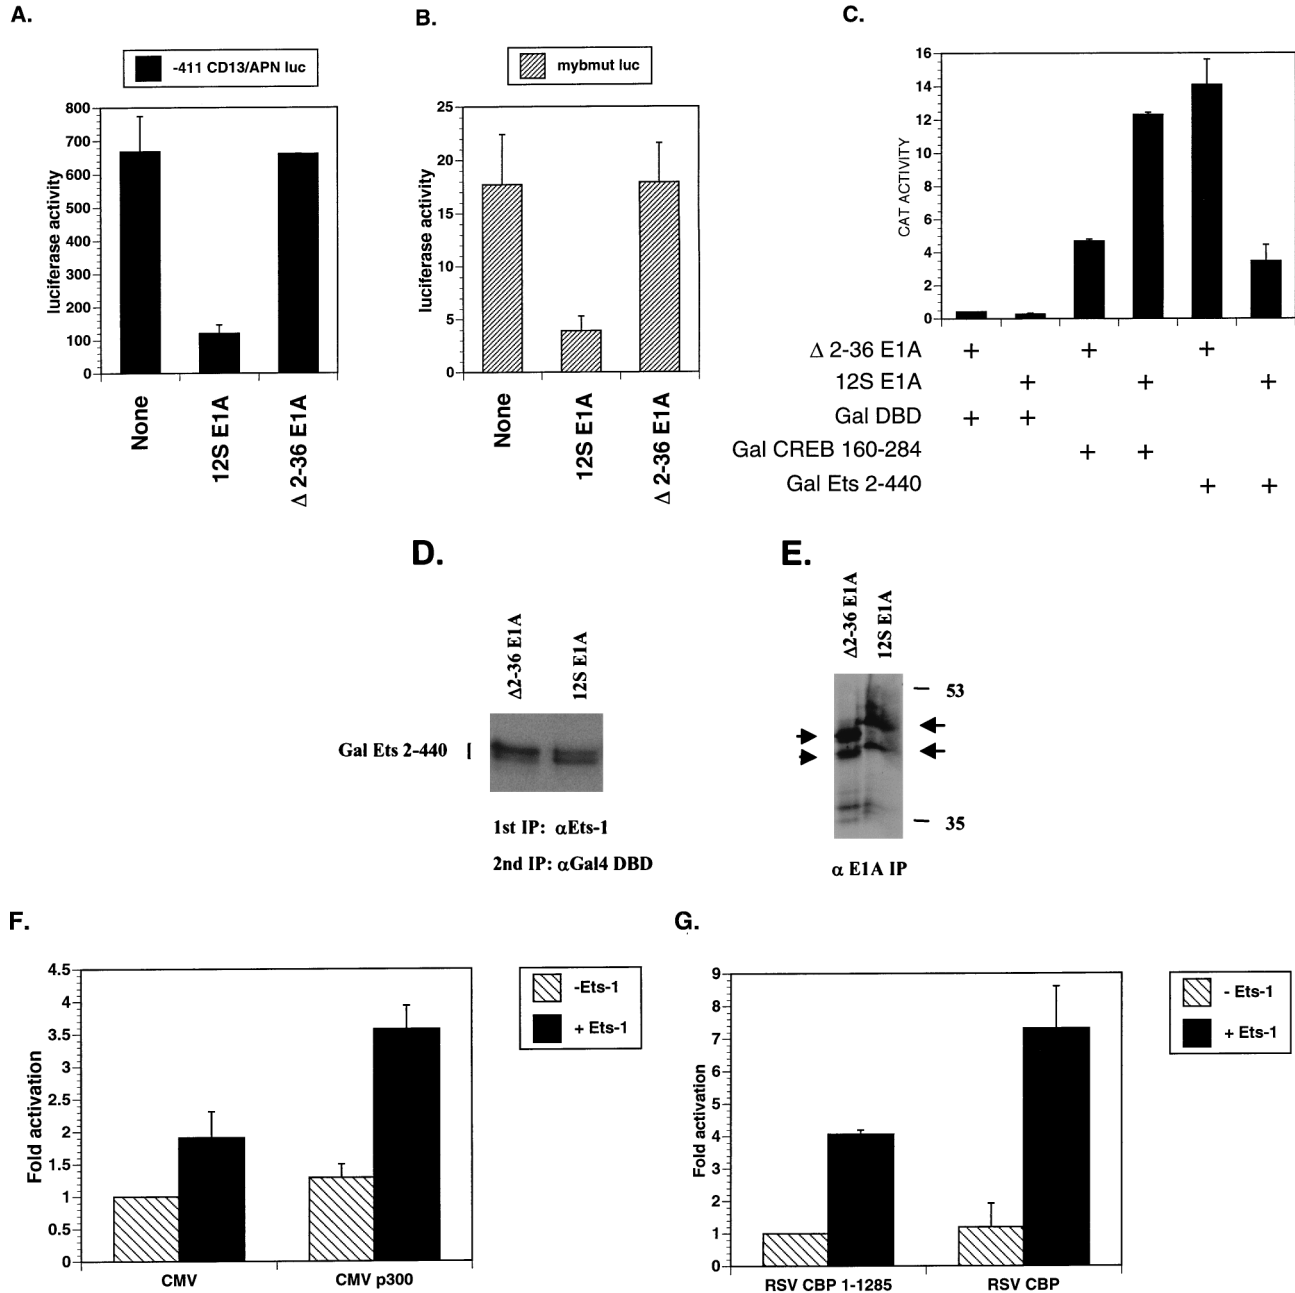 A.
-411 CD13/APN luc
luciferase activity
800
700
600
500
400
300
200
100
0
None
12S E1A
Δ 2-36 E1A
B.
mybmut luc
luciferase activity
25
20
15
10
5
0
None
12S E1A
Δ 2-36 E1A
C.
CAT ACTIVITY
16
14
12
10
8
6
4
2
0
Δ 2-36 E1A + + +
12S E1A + + +
Gal DBD + +
Gal CREB 160-284 + +
Gal Ets 2-440 + +
D.
Δ2-36 E1A
12S E1A
Gal Ets 2-440
1st IP: αEts-1
2nd IP: αGal4 DBD
E.
Δ2-36 E1A
12S E1A
53
35
α E1A IP
F.
Fold activation
4.5
4
3.5
3
2.5
2
1.5
1
0.5
0
CMV
CMV p300
-Ets-1
+ Ets-1
G.
Fold activation
9
8
7
6
5
4
3
2
1
0
RSV CBP 1-1285
RSV CBP
- Ets-1
+ Ets-1